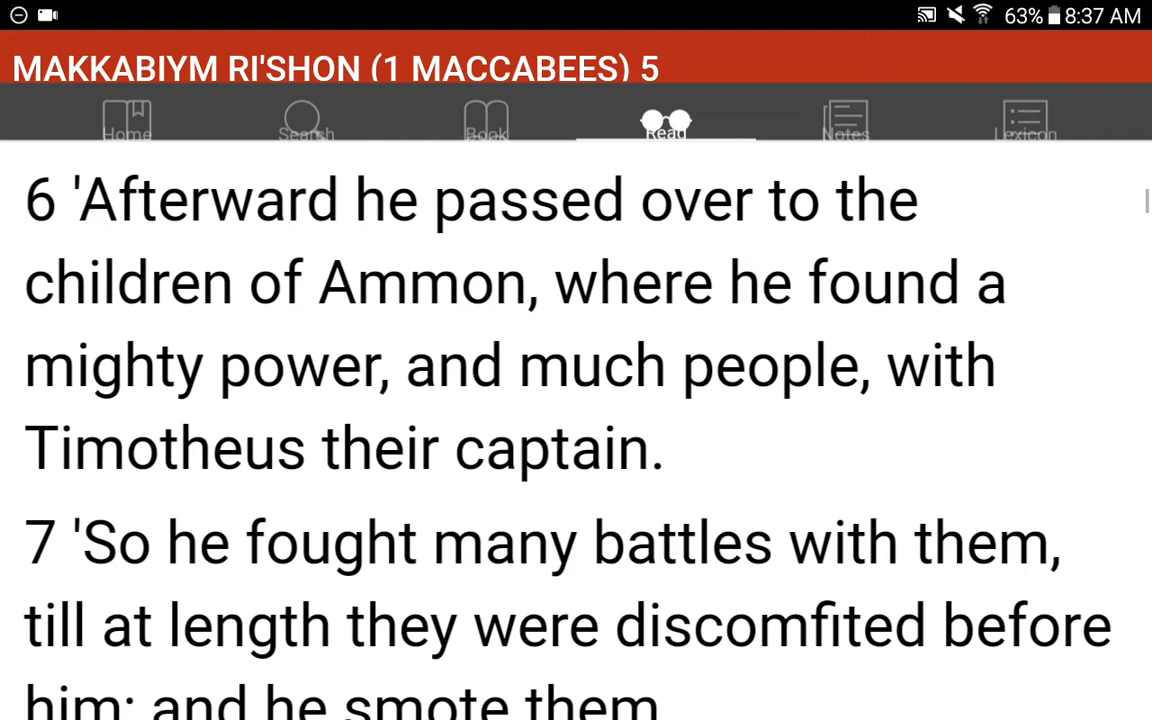 63% 8:37 AM
MAKKABIYM RI'SHON (1 MACCABEES) 5
Home Search Book Read Notes Lexicon
6 'Afterward he passed over to the
children of Ammon, where he found a
mighty power, and much people, with
Timotheus their captain.
7 'So he fought many battles with them,
till at length they were discomfited before
him; and he smote them